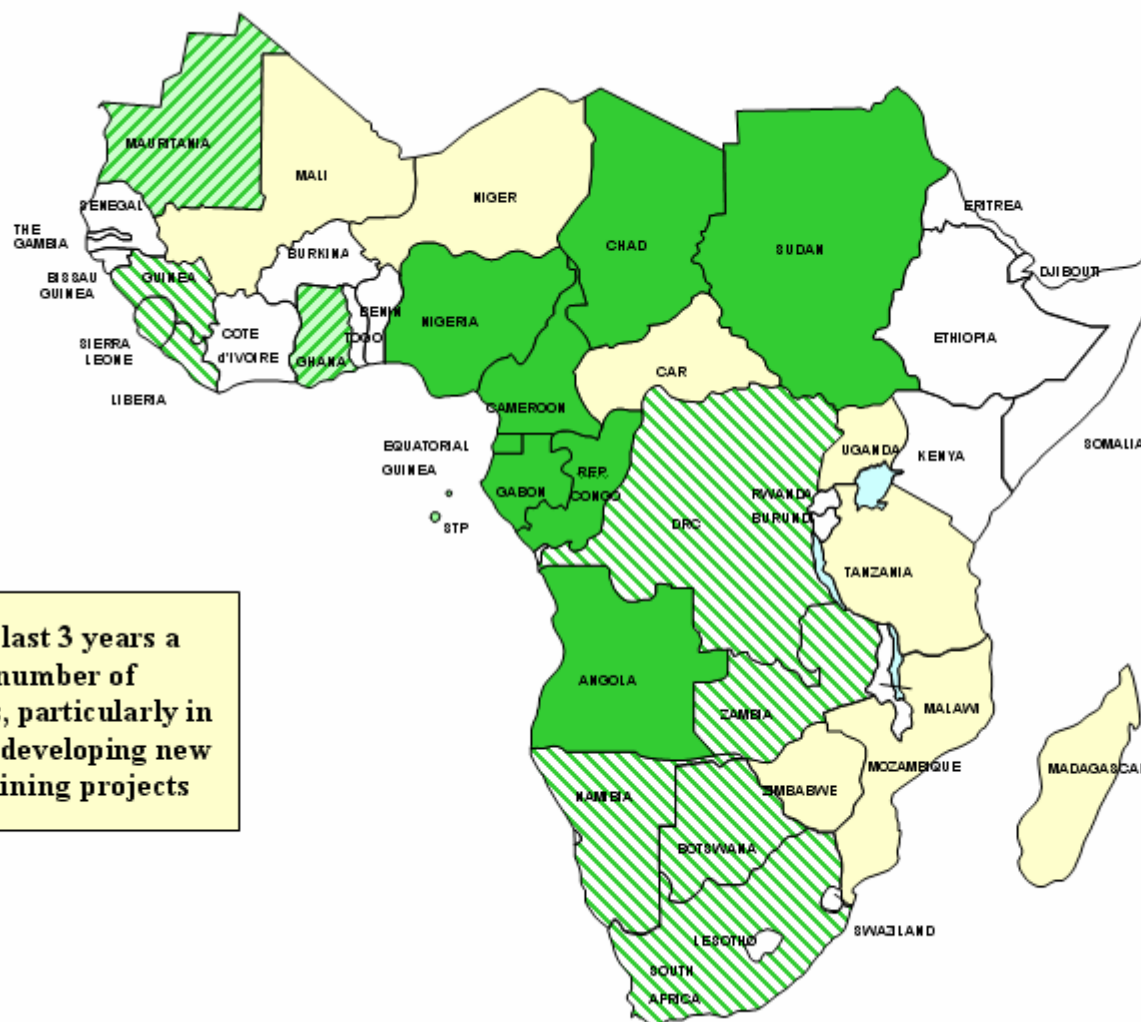 MAURITANIA
MALI
NIGER
CHAD
SUDAN
ERITREA
SENEGAL
THE
GAMBIA
BISSAU
GUINEA
GUINEA
BURKINA
DJIBOUTI
NIGERIA
BENIN
TOGO
GHANA
COTE
d'IVOIRE
SIERRA
LEONE
LIBERIA
ETHIOPIA
CAR
CAMEROON
EQUATORIAL
GUINEA
UGANDA
KENYA
SOMALIA
REP.
CONGO
GABON
STP
DRC
RWANDA
BURUNDI
TANZANIA
last 3 years a
number of
, particularly in
developing new
ining projects
ANGOLA
ZAMBIA
MALAWI
MOZAMBIQUE
MADAGASCAR
NAMIBIA
ZIMBABWE
BOTSWANA
SWAZILAND
LESOTHO
SOUTH
AFRICA